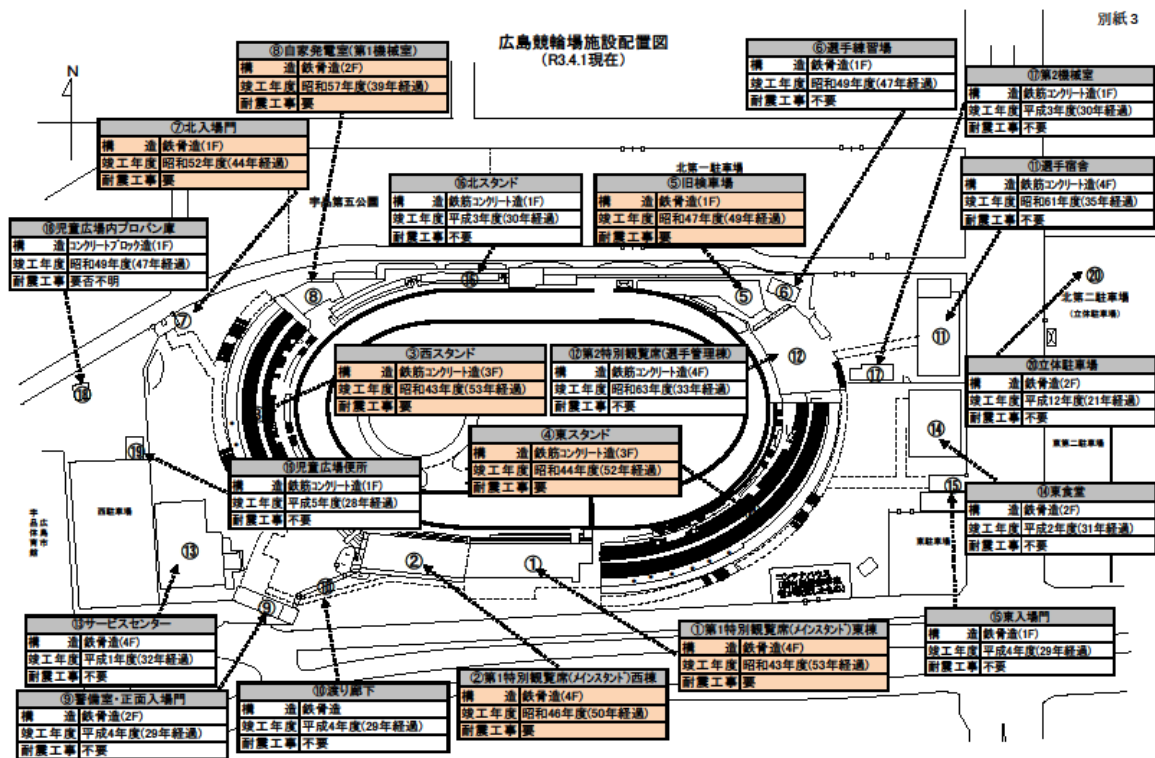 別紙3
広島競輪場施設配置図
(R3.4.1現在)
N
⑧自家発電室(第1機械室)
構　造 鉄骨造(2F)
竣工年度 昭和57年度(39年経過)
耐震工事 要
⑥選手練習場
構　造 鉄骨造(1F)
竣工年度 昭和49年度(47年経過)
耐震工事 不要
⑰第2機械室
構　造 鉄筋コンクリート造(1F)
竣工年度 平成3年度(30年経過)
耐震工事 不要
⑦北入場門
構　造 鉄骨造(1F)
竣工年度 昭和52年度(44年経過)
耐震工事 要
北第一駐車場
宇品第五公園
⑯北スタンド
構　造 鉄筋コンクリート造(1F)
竣工年度 平成3年度(30年経過)
耐震工事 不要
⑤旧検車場
構　造 鉄骨造(1F)
竣工年度 昭和47年度(49年経過)
耐震工事 要
⑪選手宿舎
構　造 鉄筋コンクリート造(4F)
竣工年度 昭和61年度(35年経過)
耐震工事 不要
⑱児童広場内プロパン庫
構　造 コンクリートブロック造(1F)
竣工年度 昭和49年度(47年経過)
耐震工事 要否不明
⑳
北第二駐車場
(立体駐車場)
⑯
⑧
⑤
⑥
⑦
⑪
⑫
⑰
⑱
③西スタンド
構　造 鉄筋コンクリート造(3F)
竣工年度 昭和43年度(53年経過)
耐震工事 要
⑫第2特別観覧席(選手管理棟)
構　造 鉄筋コンクリート造(4F)
竣工年度 昭和63年度(33年経過)
耐震工事 不要
⑳立体駐車場
構　造 鉄骨造(2F)
竣工年度 平成12年度(21年経過)
耐震工事 不要
④東スタンド
構　造 鉄筋コンクリート造(3F)
竣工年度 昭和44年度(52年経過)
耐震工事 要
⑭
東第二駐車場
⑲
⑲児童広場便所
構　造 鉄筋コンクリート造(1F)
竣工年度 平成5年度(28年経過)
耐震工事 不要
⑮
⑭東食堂
構　造 鉄骨造(2F)
竣工年度 平成2年度(31年経過)
耐震工事 不要
広島市
宇品体育館
西駐車場
東駐車場
⑬
②
①
⑩
⑨
コンテナハウス
⑬サービスセンター
構　造 鉄骨造(4F)
竣工年度 平成1年度(32年経過)
耐震工事 不要
⑮東入場門
構　造 鉄骨造(1F)
竣工年度 平成4年度(29年経過)
耐震工事 不要
①第1特別観覧席(メインスタンド)東棟
構　造 鉄骨造(4F)
竣工年度 昭和43年度(53年経過)
耐震工事 要
②第1特別観覧席(メインスタンド)西棟
構　造 鉄骨造(4F)
竣工年度 昭和46年度(50年経過)
耐震工事 要
⑨警備室・正面入場門
構　造 鉄骨造(2F)
竣工年度 平成4年度(29年経過)
耐震工事 不要
⑩渡り廊下
構　造 鉄骨造
竣工年度 平成4年度(29年経過)
耐震工事 不要